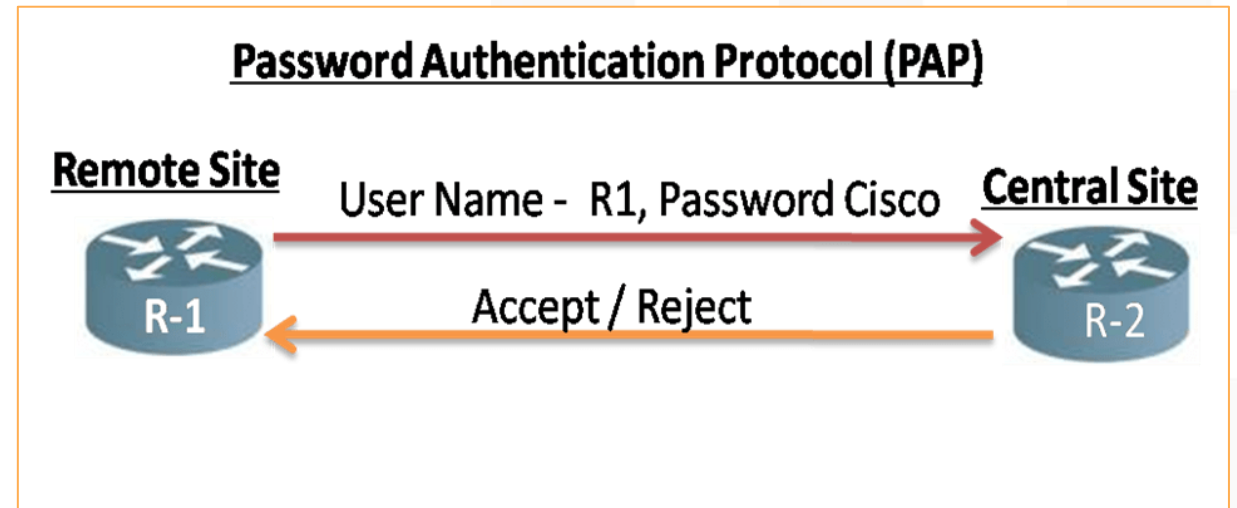 Password Authentication Protocol (PAP)
Remote Site
Central Site
User Name - R1, Password Cisco
Accept / Reject
R-1
R-2